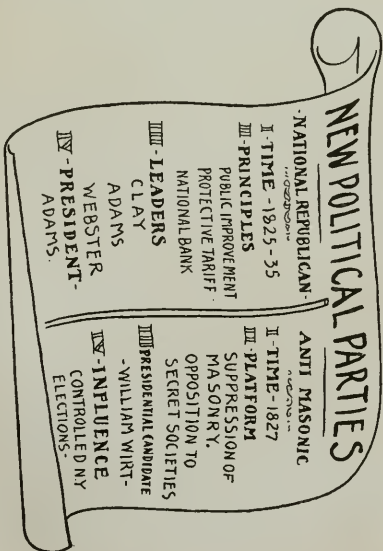 NEW POLITICAL PARTIES
-NATIONAL REPUBLICAN-
I-TIME-1825-35
II-PRINCIPLES
PUBLIC IMPROVEMENT
PROTECTIVE TARIFF.
NATIONAL BANK
III-LEADERS
CLAY
ADAMS
WEBSTER
IV-PRESIDENT-
ADAMS.
ANTI MASONIC
I-TIME-1827
II-PLATFORM
SUPPRESSION OF
MASONRY.
OPPOSITION TO
SECRET SOCIETIES
III PRESIDENTIAL CANDIDATE
-WILLIAM WIRT-
IV-INFLUENCE
CONTROLLED N.Y
ELECTIONS-